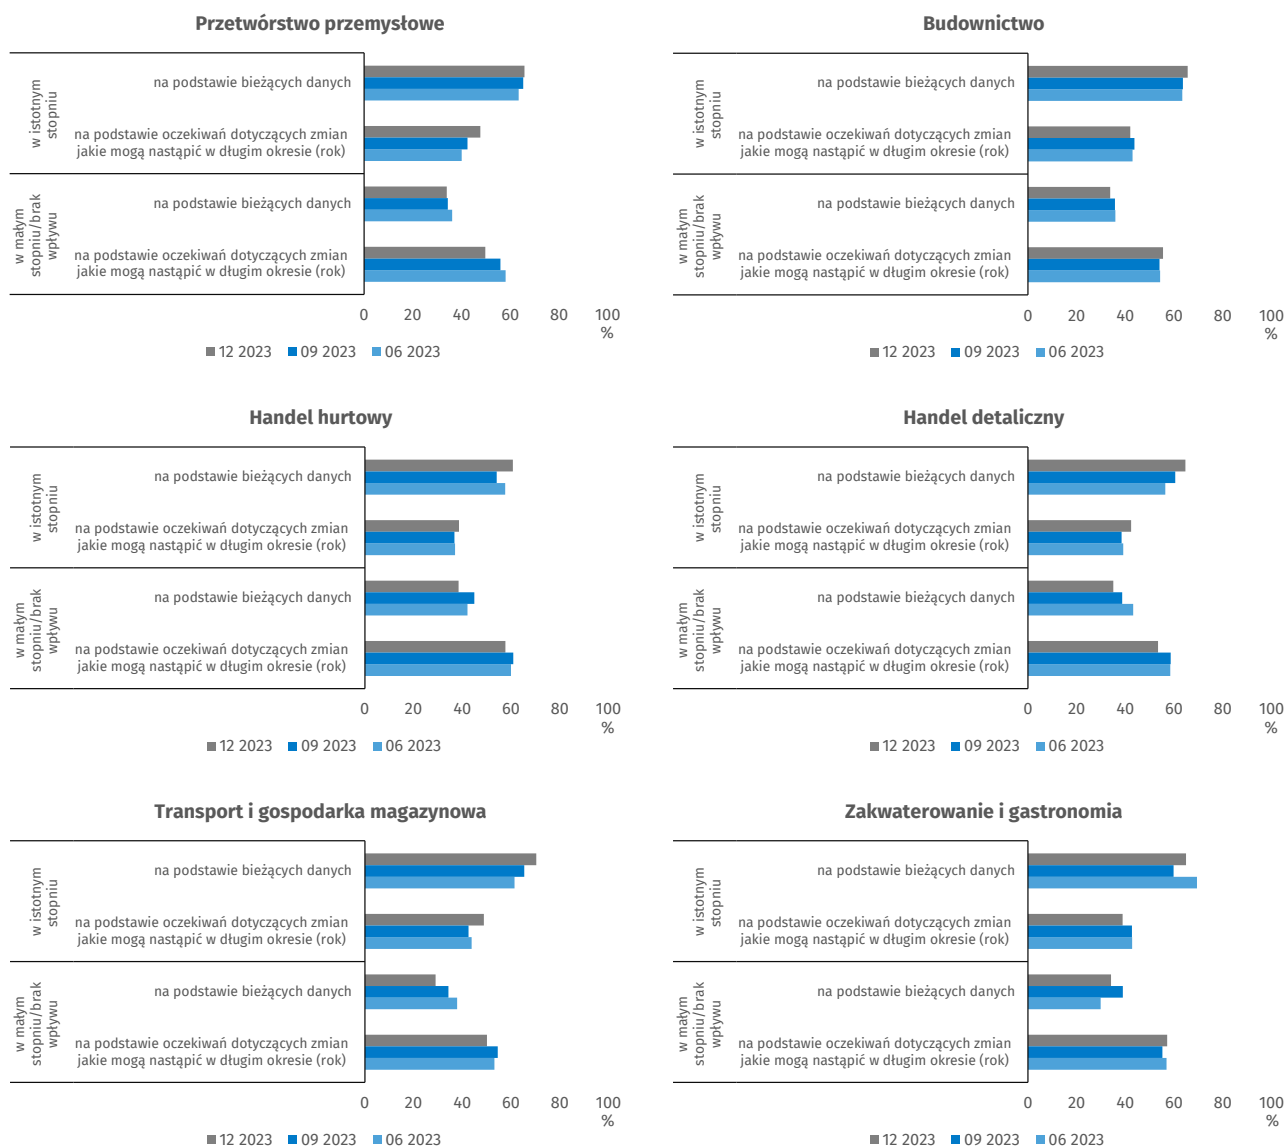 Przetwórstwo przemysłowe
w istotnym
stopniu
na podstawie bieżących danych
na podstawie oczekiwań dotyczących zmian
jakie mogą nastąpić w długim okresie (rok)
w małym
stopniu/brak
wpływu
na podstawie bieżących danych
na podstawie oczekiwań dotyczących zmian
jakie mogą nastąpić w długim okresie (rok)
0 20 40 60 80 100
%
12 2023 09 2023 06 2023
Budownictwo
w istotnym
stopniu
na podstawie bieżących danych
na podstawie oczekiwań dotyczących zmian
jakie mogą nastąpić w długim okresie (rok)
w małym
stopniu/brak
wpływu
na podstawie bieżących danych
na podstawie oczekiwań dotyczących zmian
jakie mogą nastąpić w długim okresie (rok)
0 20 40 60 80 100
%
12 2023 09 2023 06 2023
Handel hurtowy
w istotnym
stopniu
na podstawie bieżących danych
na podstawie oczekiwań dotyczących zmian
jakie mogą nastąpić w długim okresie (rok)
w małym
stopniu/brak
wpływu
na podstawie bieżących danych
na podstawie oczekiwań dotyczących zmian
jakie mogą nastąpić w długim okresie (rok)
0 20 40 60 80 100
%
12 2023 09 2023 06 2023
Handel detaliczny
w istotnym
stopniu
na podstawie bieżących danych
na podstawie oczekiwań dotyczących zmian
jakie mogą nastąpić w długim okresie (rok)
w małym
stopniu/brak
wpływu
na podstawie bieżących danych
na podstawie oczekiwań dotyczących zmian
jakie mogą nastąpić w długim okresie (rok)
0 20 40 60 80 100
%
12 2023 09 2023 06 2023
Transport i gospodarka magazynowa
w istotnym
stopniu
na podstawie bieżących danych
na podstawie oczekiwań dotyczących zmian
jakie mogą nastąpić w długim okresie (rok)
w małym
stopniu/brak
wpływu
na podstawie bieżących danych
na podstawie oczekiwań dotyczących zmian
jakie mogą nastąpić w długim okresie (rok)
0 20 40 60 80 100
%
12 2023 09 2023 06 2023
Zakwaterowanie i gastronomia
w istotnym
stopniu
na podstawie bieżących danych
na podstawie oczekiwań dotyczących zmian
jakie mogą nastąpić w długim okresie (rok)
w małym
stopniu/brak
wpływu
na podstawie bieżących danych
na podstawie oczekiwań dotyczących zmian
jakie mogą nastąpić w długim okresie (rok)
0 20 40 60 80 100
%
12 2023 09 2023 06 2023